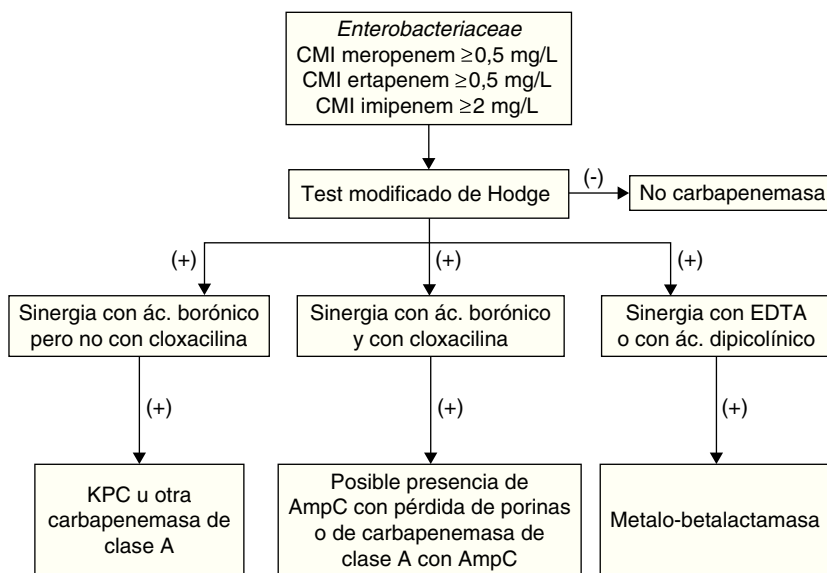 Enterobacteriaceae
CMI meropenem ≥0,5 mg/L
CMI ertapenem ≥0,5 mg/L
CMI imipenem ≥2 mg/L
Test modificado de Hodge
(-)
No carbapenemasa
(+)
(+)
(+)
Sinergia con ác. borónico
pero no con cloxacilina
Sinergia con ác. borónico
y con cloxacilina
Sinergia con EDTA
o con ác. dipicolínico
(+)
(+)
(+)
KPC u otra
carbapenemasa de
clase A
Posible presencia de
AmpC con pérdida de porinas
o de carbapenemasa de
clase A con AmpC
Metalo-betalactamasa